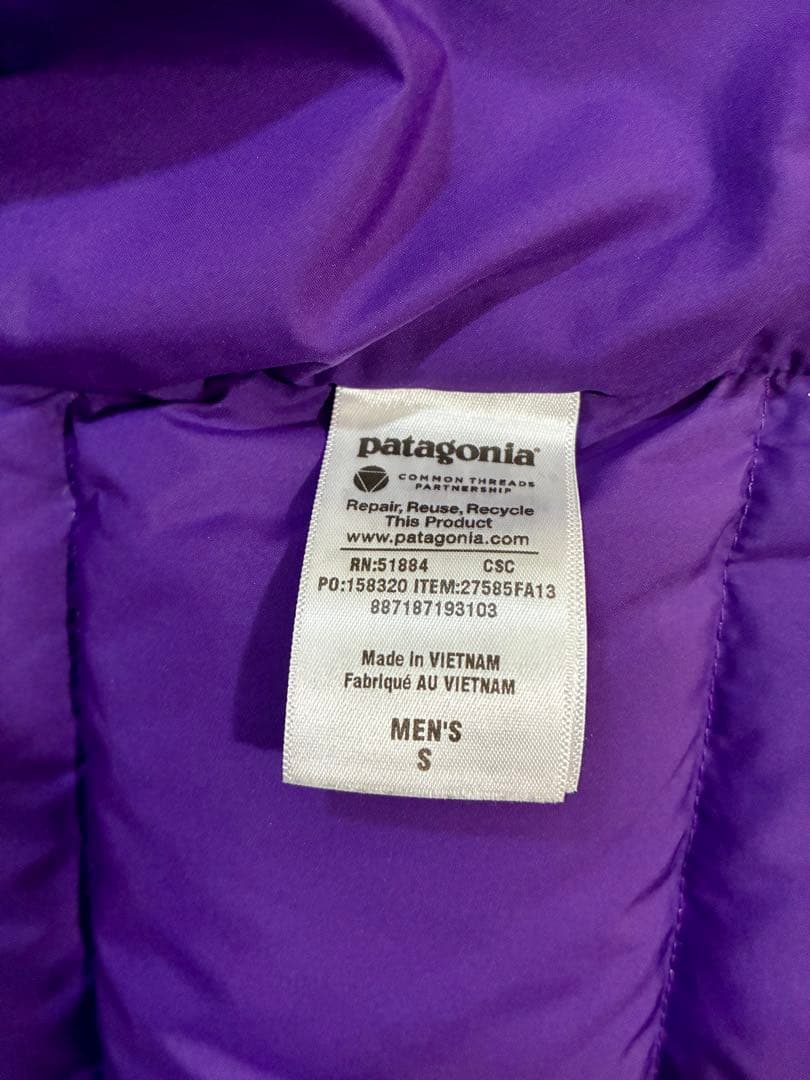 patagonia®
COMMON THREADS
PARTNERSHIP
Repair, Reuse, Recycle
This Product
www.patagonia.com
RN:51884 CSC
PO:158320 ITEM:27585FA13
887187193103
Made in VIETNAM
Fabriqué AU VIETNAM
MEN'S
S